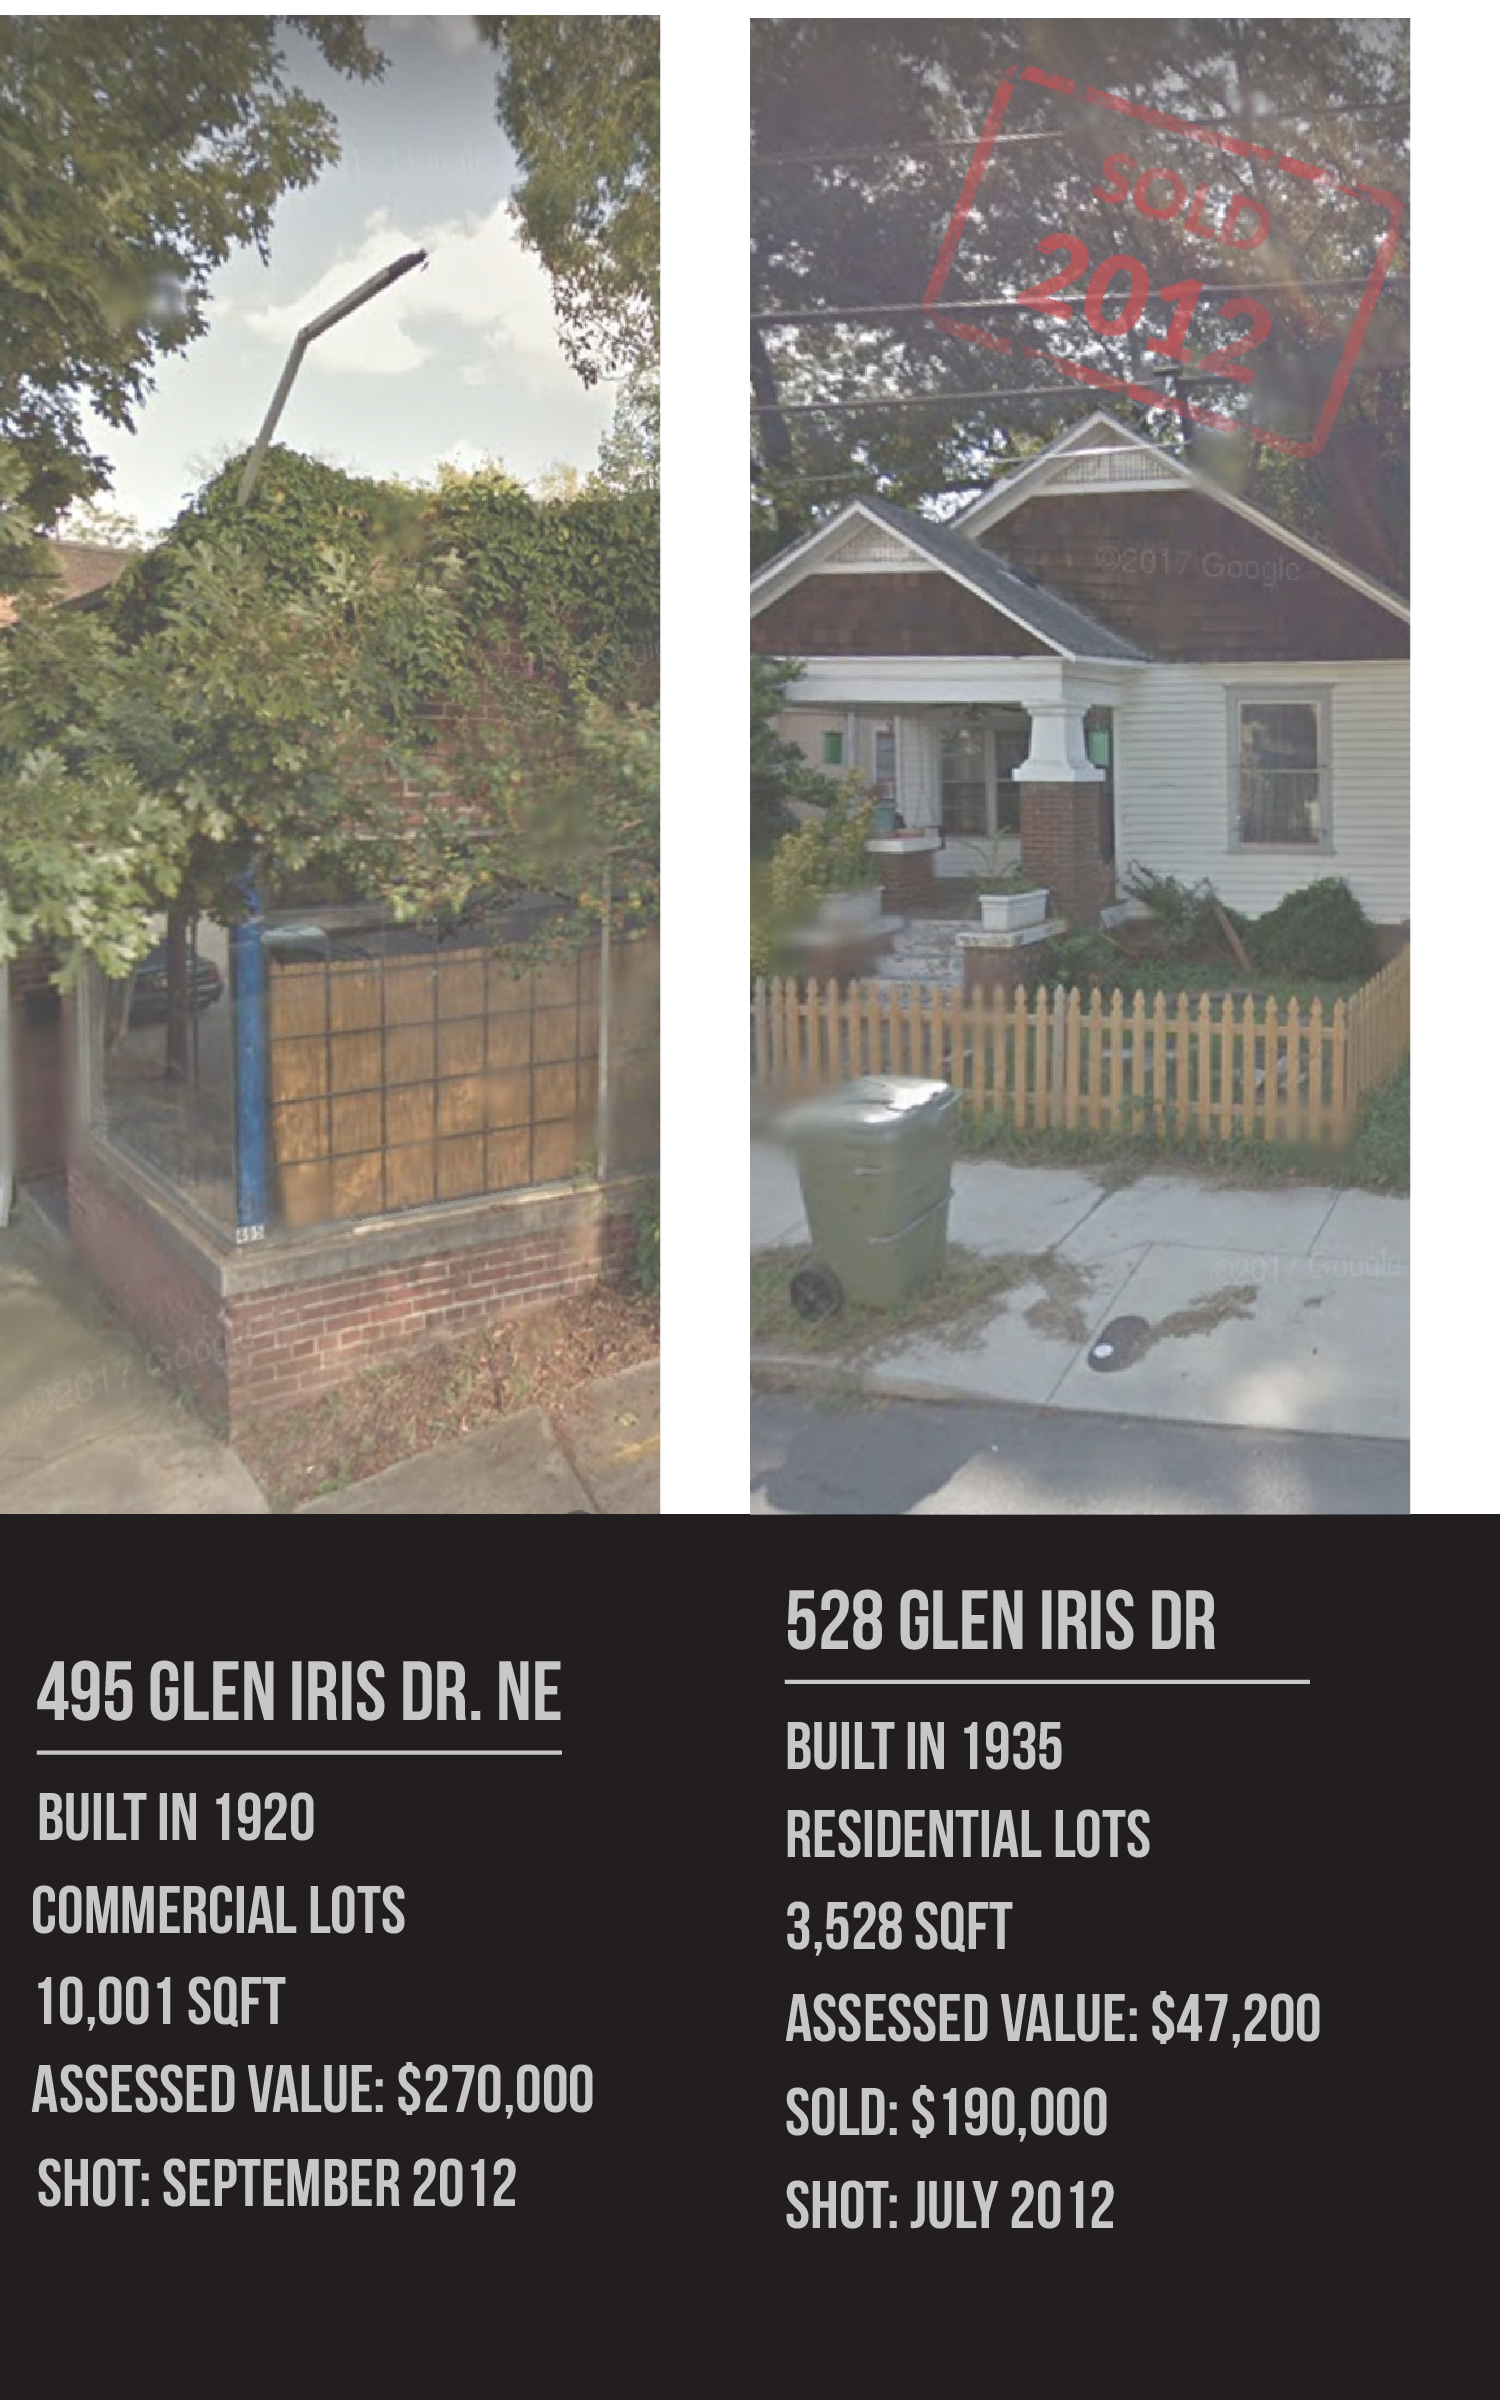 SOLD
2012
©2017 Google
495
©2017 Google
©2017 Google
495 GLEN IRIS DR. NE
BUILT IN 1920
COMMERCIAL LOTS
10,001 SQFT
ASSESSED VALUE: $270,000
SHOT: SEPTEMBER 2012
528 GLEN IRIS DR
BUILT IN 1935
RESIDENTIAL LOTS
3,528 SQFT
ASSESSED VALUE: $47,200
SOLD: $190,000
SHOT: JULY 2012